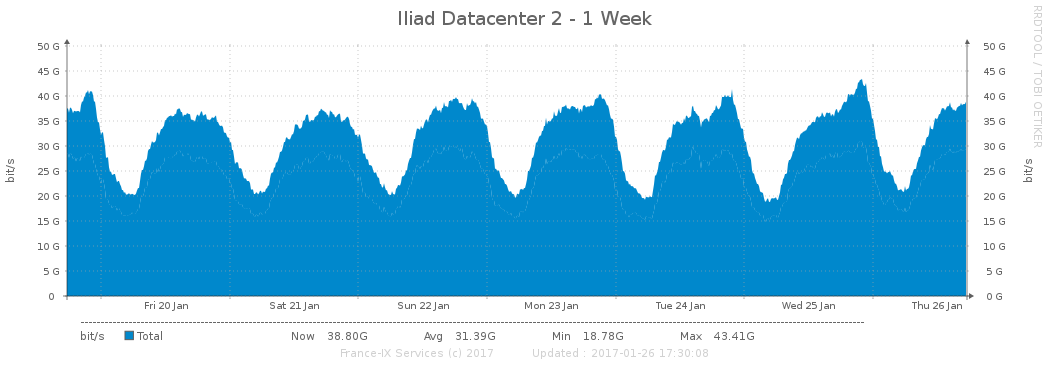 Iliad Datacenter 2 - 1 Week
RRDTOOL / TOBI OETIKER
50 G 50 G
45 G 45 G
40 G 40 G
35 G 35 G
30 G 30 G
25 G 25 G
20 G 20 G
15 G 15 G
10 G 10 G
5 G 5 G
0 0 G
bit/s bit/s
Fri 20 Jan Sat 21 Jan Sun 22 Jan Mon 23 Jan Tue 24 Jan Wed 25 Jan Thu 26 Jan
bit/s Total Now 38.80G Avg 31.39G Min 18.78G Max 43.41G
France-IX Services (c) 2017 Updated : 2017-01-26 17:30:08